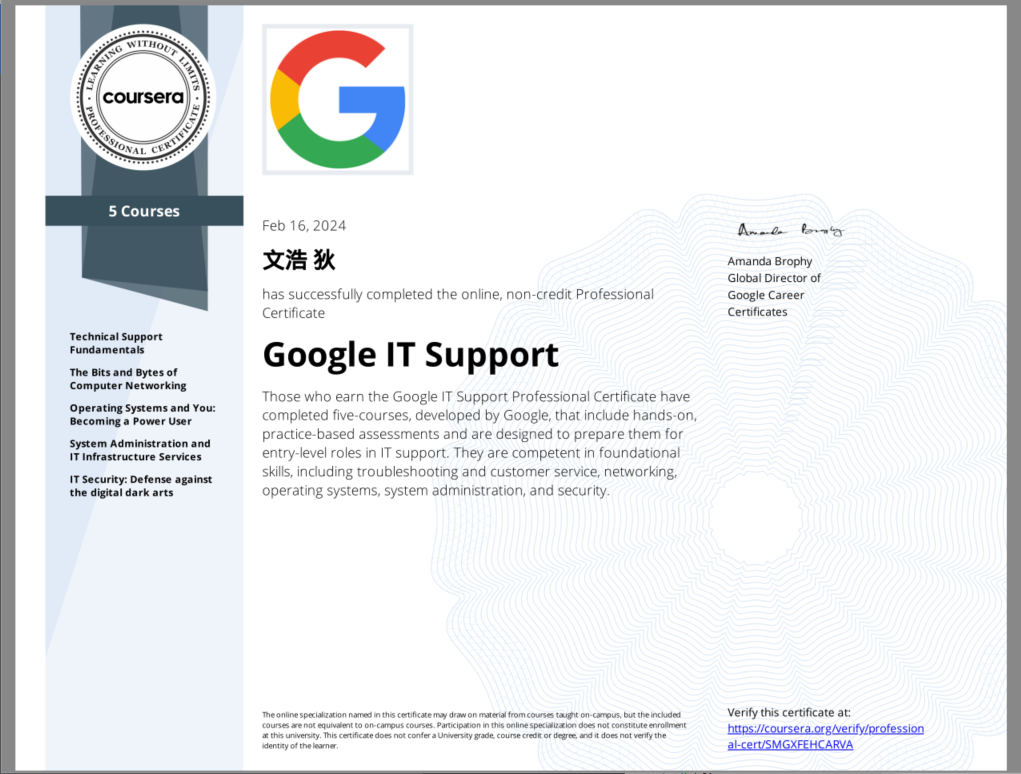 LEARNING WITHOUT LIMITS
coursera
PROFESSIONAL CERTIFICATE
5 Courses
Technical Support
Fundamentals
The Bits and Bytes of
Computer Networking
Operating Systems and You:
Becoming a Power User
System Administration and
IT Infrastructure Services
IT Security: Defense against
the digital dark arts
Feb 16, 2024
文浩 狄
has successfully completed the online, non-credit Professional
Certificate
Google IT Support
Those who earn the Google IT Support Professional Certificate have
completed five-courses, developed by Google, that include hands-on,
practice-based assessments and are designed to prepare them for
entry-level roles in IT support. They are competent in foundational
skills, including troubleshooting and customer service, networking,
operating systems, system administration, and security.
Amanda Brophy
Amanda Brophy
Global Director of
Google Career
Certificates
The online specialization named in this certificate may draw on material from courses taught on-campus, but the included
courses are not equivalent to on-campus courses. Participation in this online specialization does not constitute enrollment
at this university. This certificate does not confer a University grade, course credit or degree, and it does not verify the
identity of the learner.
Verify this certificate at:
https://coursera.org/verify/profession
al-cert/SMGXFEHCARVA